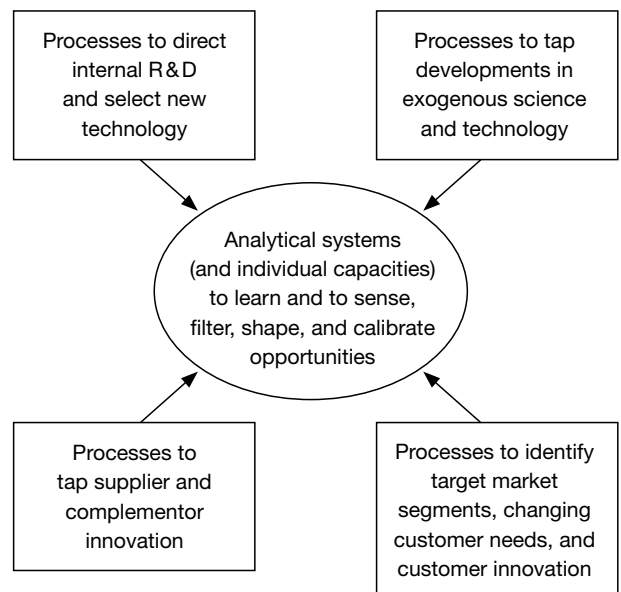 Processes to direct
internal R&D
and select new
technology
Processes to tap
developments in
exogenous science
and technology
Analytical systems
(and individual capacities)
to learn and to sense,
filter, shape, and calibrate
opportunities
Processes to
tap supplier and
complementor
innovation
Processes to identify
target market
segments, changing
customer needs, and
customer innovation